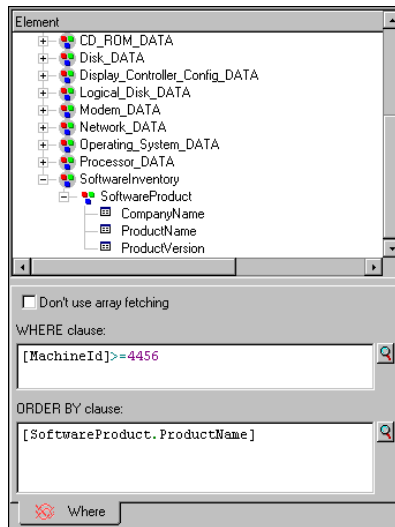 Element
CD_ROM_DATA
Disk_DATA
Display_Controller_Config_DATA
Logical_Disk_DATA
Modem_DATA
Network_DATA
Operating_System_DATA
Processor_DATA
SoftwareInventory
SoftwareProduct
CompanyName
ProductName
ProductVersion
Don't use array fetching
WHERE clause:
[MachineId]>=4456
ORDER BY clause:
[SoftwareProduct.ProductName]
Where